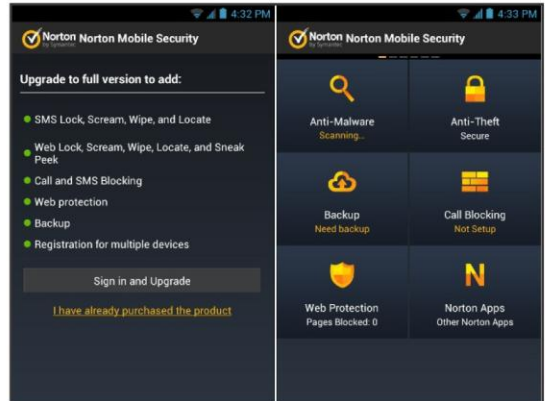 4:32 PM
Norton Norton Mobile Security
by Symantec
Upgrade to full version to add:
SMS Lock, Scream, Wipe, and Locate
Web Lock, Scream, Wipe, Locate, and Sneak
Peek
Call and SMS Blocking
Web protection
Backup
Registration for multiple devices
Sign in and Upgrade
I have already purchased the product
4:33 PM
Norton Norton Mobile Security
by Symantec
Anti-Malware
Scanning...
Anti-Theft
Secure
Backup
Need backup
Call Blocking
Not Setup
Web Protection
Pages Blocked: 0
N
Norton Apps
Other Norton Apps